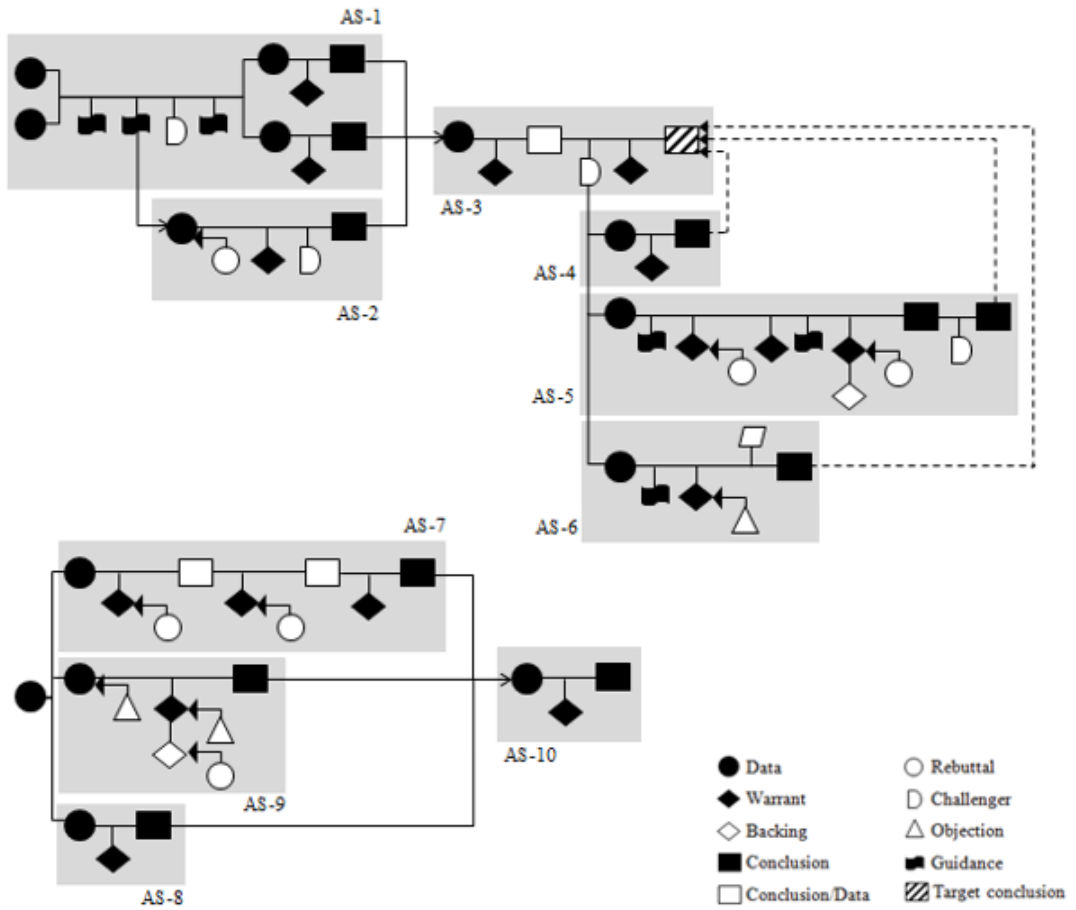 AS-1
AS-3
AS-2
AS-4
AS-5
AS-6
AS-7
AS-9
AS-10
AS-8
Data
Rebuttal
Warrant
Challenger
Backing
Objection
Conclusion
Guidance
Conclusion/Data
Target conclusion